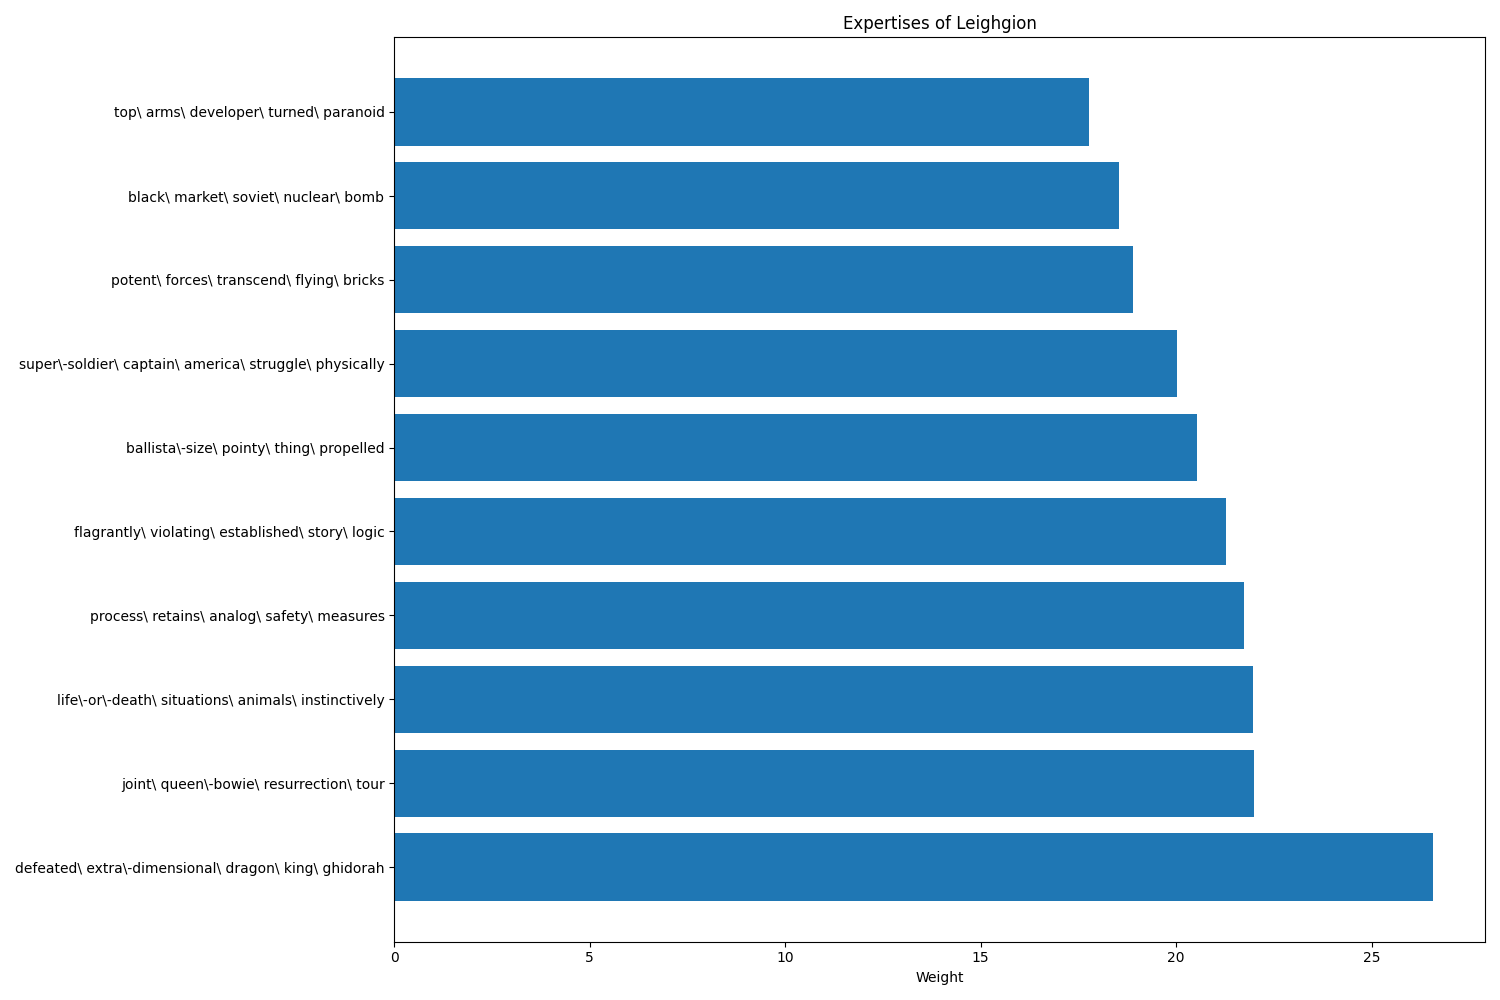 Expertises of Leighgion
top\ arms\ developer\ turned\ paranoid
black\ market\ soviet\ nuclear\ bomb
potent\ forces\ transcend\ flying\ bricks
super\-soldier\ captain\ america\ struggle\ physically
ballista\-size\ pointy\ thing\ propelled
flagrantly\ violating\ established\ story\ logic
process\ retains\ analog\ safety\ measures
life\-or\-death\ situations\ animals\ instinctively
joint\ queen\-bowie\ resurrection\ tour
defeated\ extra\-dimensional\ dragon\ king\ ghidorah
0 5 10 15 20 25
Weight